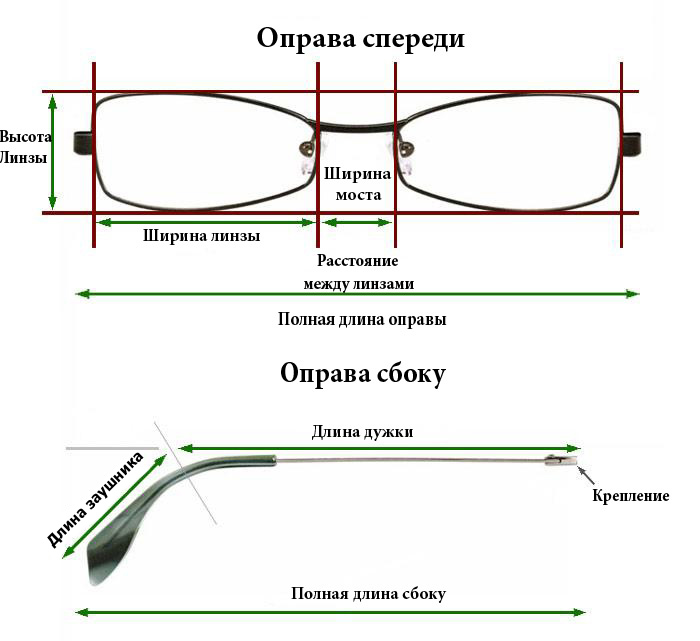 Оправа спереди
Высота
Линзы
Ширина
моста
Ширина линзы
Расстояние
между линзами
Полная длина оправы
Оправа сбоку
Длина дужки
Длина заушника
Крепление
Полная длина сбоку